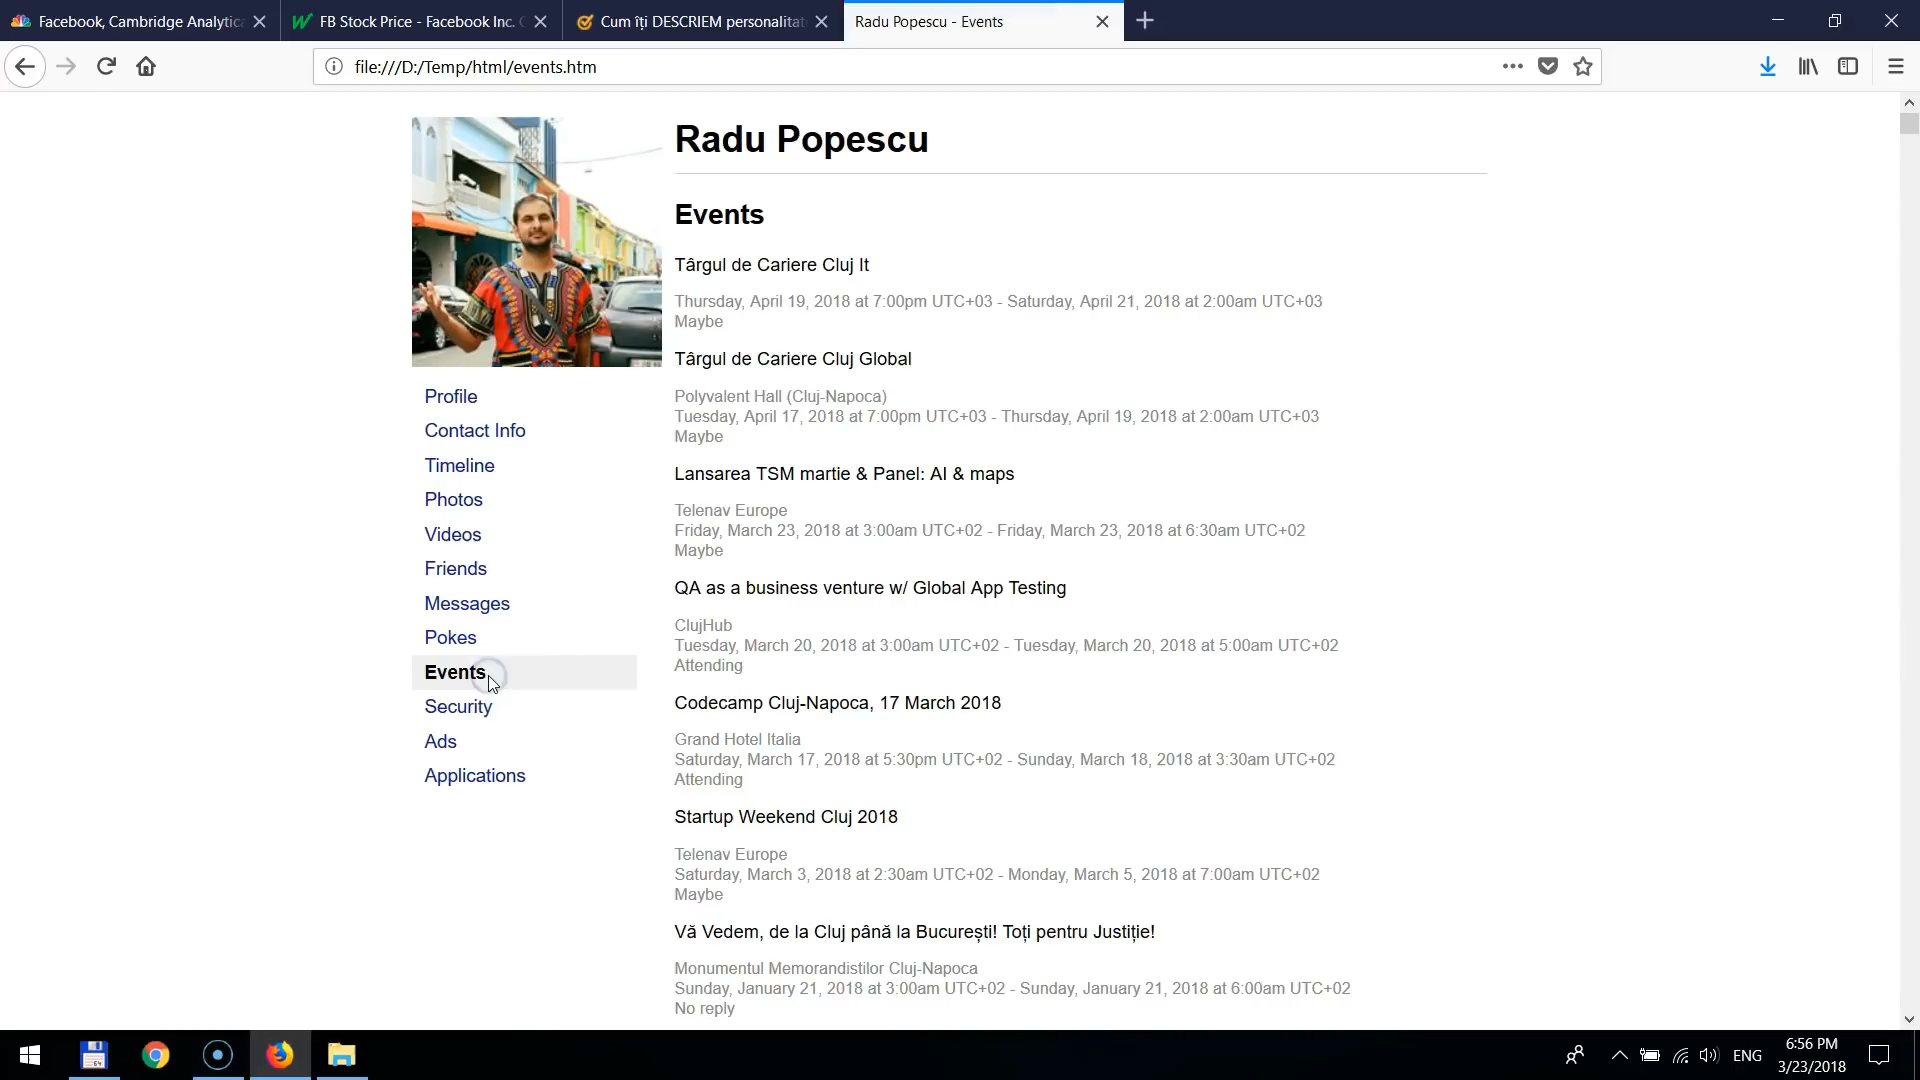 Facebook, Cambridge Analytica
FB Stock Price - Facebook Inc.
Cum îți DESCRIEM personalitat
Radu Popescu - Events
file:///D:/Temp/html/events.htm
Radu Popescu
Events
Târgul de Cariere Cluj It
Thursday, April 19, 2018 at 7:00pm UTC+03 - Saturday, April 21, 2018 at 2:00am UTC+03
Maybe
Târgul de Cariere Cluj Global
Polyvalent Hall (Cluj-Napoca)
Tuesday, April 17, 2018 at 7:00pm UTC+03 - Thursday, April 19, 2018 at 2:00am UTC+03
Maybe
Lansarea TSM martie & Panel: AI & maps
Telenav Europe
Friday, March 23, 2018 at 3:00am UTC+02 - Friday, March 23, 2018 at 6:30am UTC+02
Maybe
QA as a business venture w/ Global App Testing
ClujHub
Tuesday, March 20, 2018 at 3:00am UTC+02 - Tuesday, March 20, 2018 at 5:00am UTC+02
Attending
Codecamp Cluj-Napoca, 17 March 2018
Grand Hotel Italia
Saturday, March 17, 2018 at 5:30pm UTC+02 - Sunday, March 18, 2018 at 3:30am UTC+02
Attending
Startup Weekend Cluj 2018
Telenav Europe
Saturday, March 3, 2018 at 2:30am UTC+02 - Monday, March 5, 2018 at 7:00am UTC+02
Maybe
Vă Vedem, de la Cluj până la București! Toți pentru Justiție!
Monumentul Memorandistilor Cluj-Napoca
Sunday, January 21, 2018 at 3:00am UTC+02 - Sunday, January 21, 2018 at 6:00am UTC+02
No reply
Profile
Contact Info
Timeline
Photos
Videos
Friends
Messages
Pokes
Events
Security
Ads
Applications
64
ENG
6:56 PM
3/23/2018